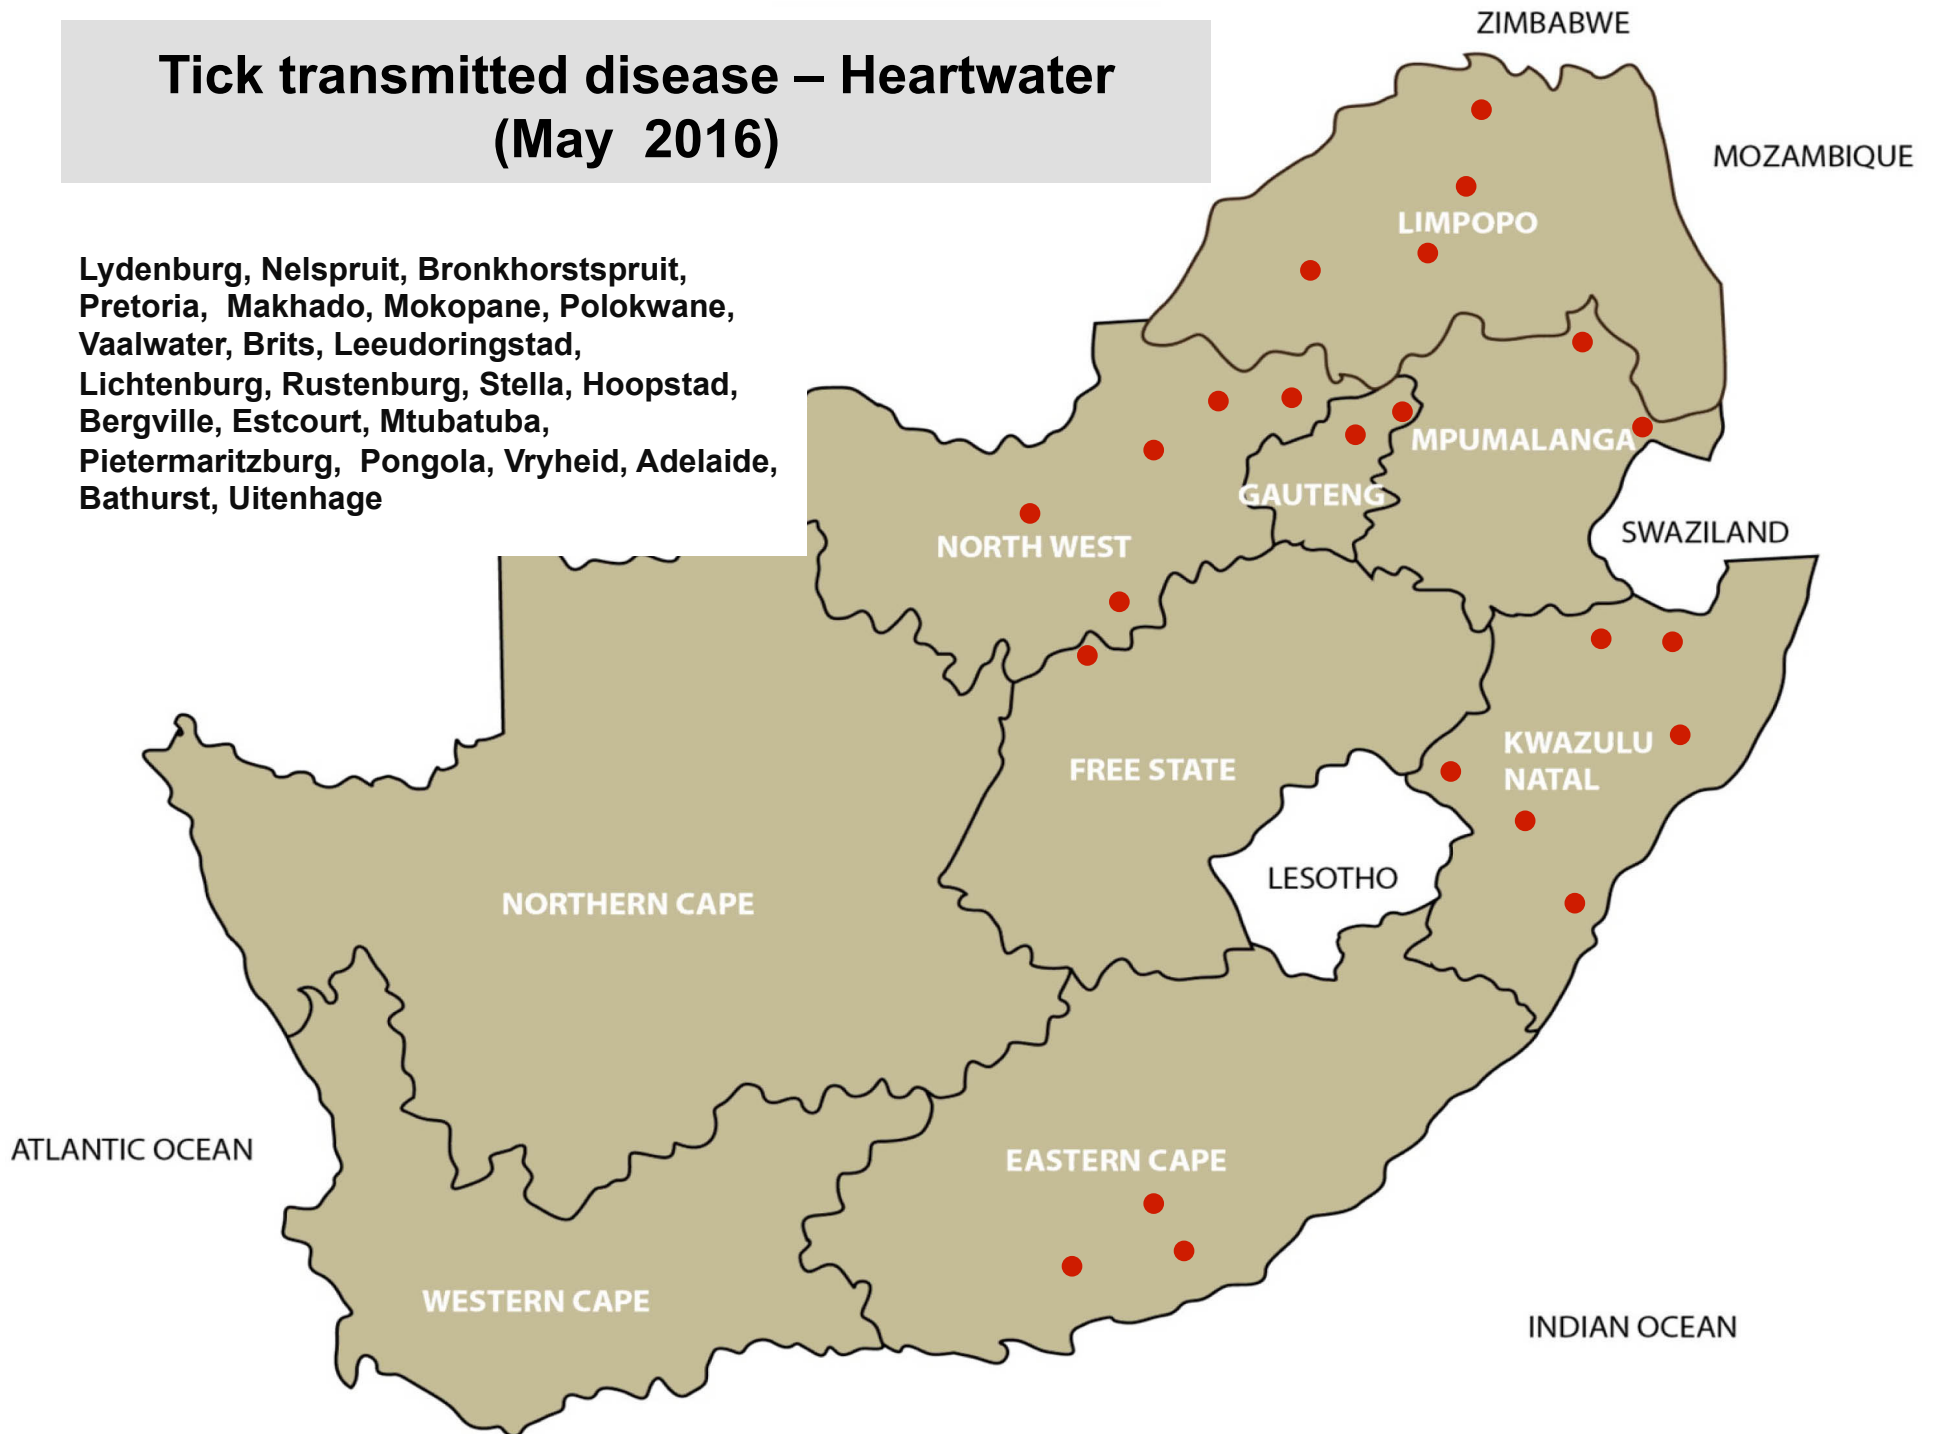 Tick transmitted disease – Heartwater
(May  2016)
Lydenburg, Nelspruit, Bronkhorstspruit,
Pretoria,  Makhado, Mokopane, Polokwane,
Vaalwater, Brits, Leeudoringstad,
Lichtenburg, Rustenburg, Stella, Hoopstad,
Bergville, Estcourt, Mtubatuba,
Pietermaritzburg,  Pongola, Vryheid, Adelaide,
Bathurst, Uitenhage
ZIMBABWE
MOZAMBIQUE
LIMPOPO
MPUMALANGA
GAUTENG
NORTH WEST
SWAZILAND
KWAZULU
NATAL
FREE STATE
LESOTHO
NORTHERN CAPE
ATLANTIC OCEAN
EASTERN CAPE
WESTERN CAPE
INDIAN OCEAN